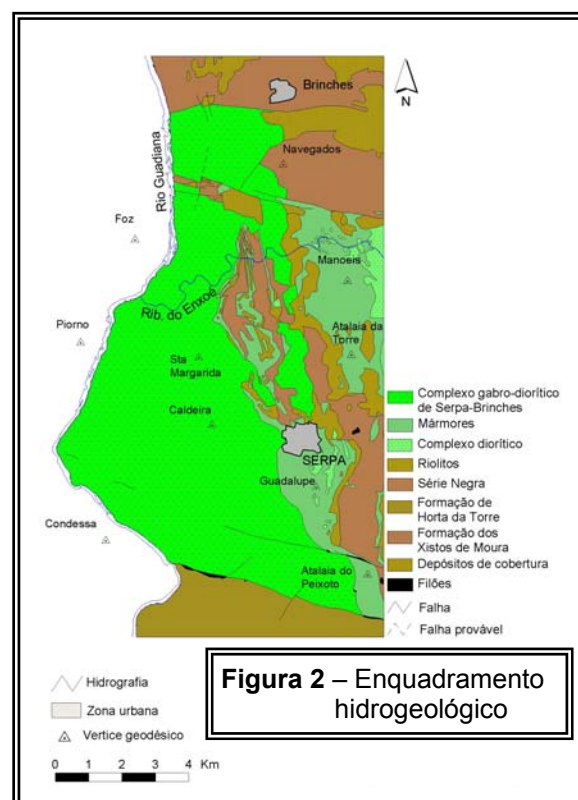 Brinches
N
Navegados
Rio Guadiana
Foz
Manoeis
Rib. do Enxoe
Piorno
Atalaia da
Torre
Sta
Margarida
Caldeira
SERPA
Guadalupe
Condessa
Atalaia do
Peixoto
Complexo gabro-diorítico
de Serpa-Brinches
Mármores
Complexo diorítico
Riolitos
Série Negra
Formação de
Horta da Torre
Formação dos
Xistos de Moura
Depósitos de cobertura
Filões
Falha
Falha provável
Hidrografia
Zona urbana
Vertice geodésico
0 1 2 3 4 Km
Figura 2 – Enquadramento
hidrogeológico